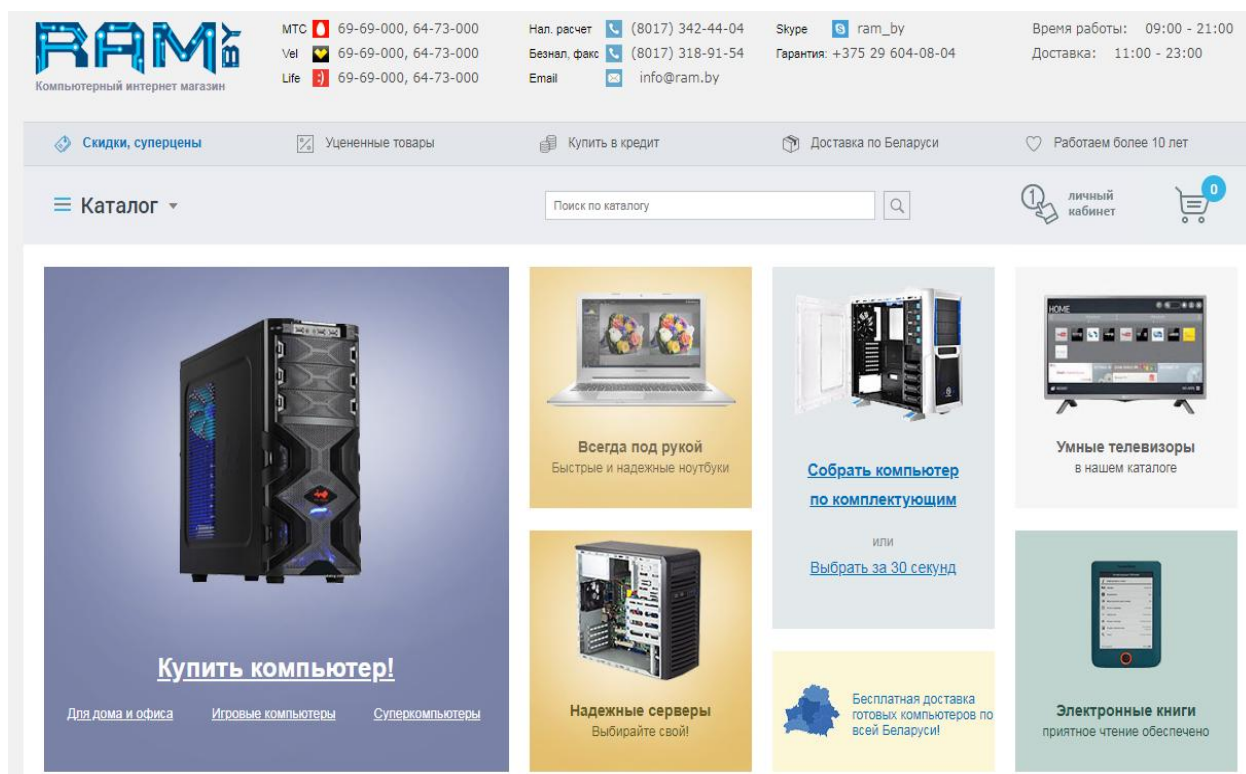 RAM BY
Компьютерный интернет магазин
МТС 69-69-000, 64-73-000
Vel 69-69-000, 64-73-000
Life :) 69-69-000, 64-73-000
Нал. расчет (8017) 342-44-04
Безнал, факс (8017) 318-91-54
Email info@ram.by
Skype ram_by
Гарантия: +375 29 604-08-04
Время работы: 09:00 - 21:00
Доставка: 11:00 - 23:00
Скидки, суперцены
Уцененные товары
Купить в кредит
Доставка по Беларуси
Работаем более 10 лет
Каталог
Поиск по каталогу
1
личный
кабинет
0
Купить компьютер!
Для дома и офиса Игровые компьютеры Суперкомпьютеры
Всегда под рукой
Быстрые и надежные ноутбуки
Надежные серверы
Выбирайте свой!
Собрать компьютер
по комплектующим
или
Выбрать за 30 секунд
Бесплатная доставка
готовых компьютеров по
всей Беларуси!
HOME
Умные телевизоры
в нашем каталоге
Электронные книги
приятное чтение обеспечено